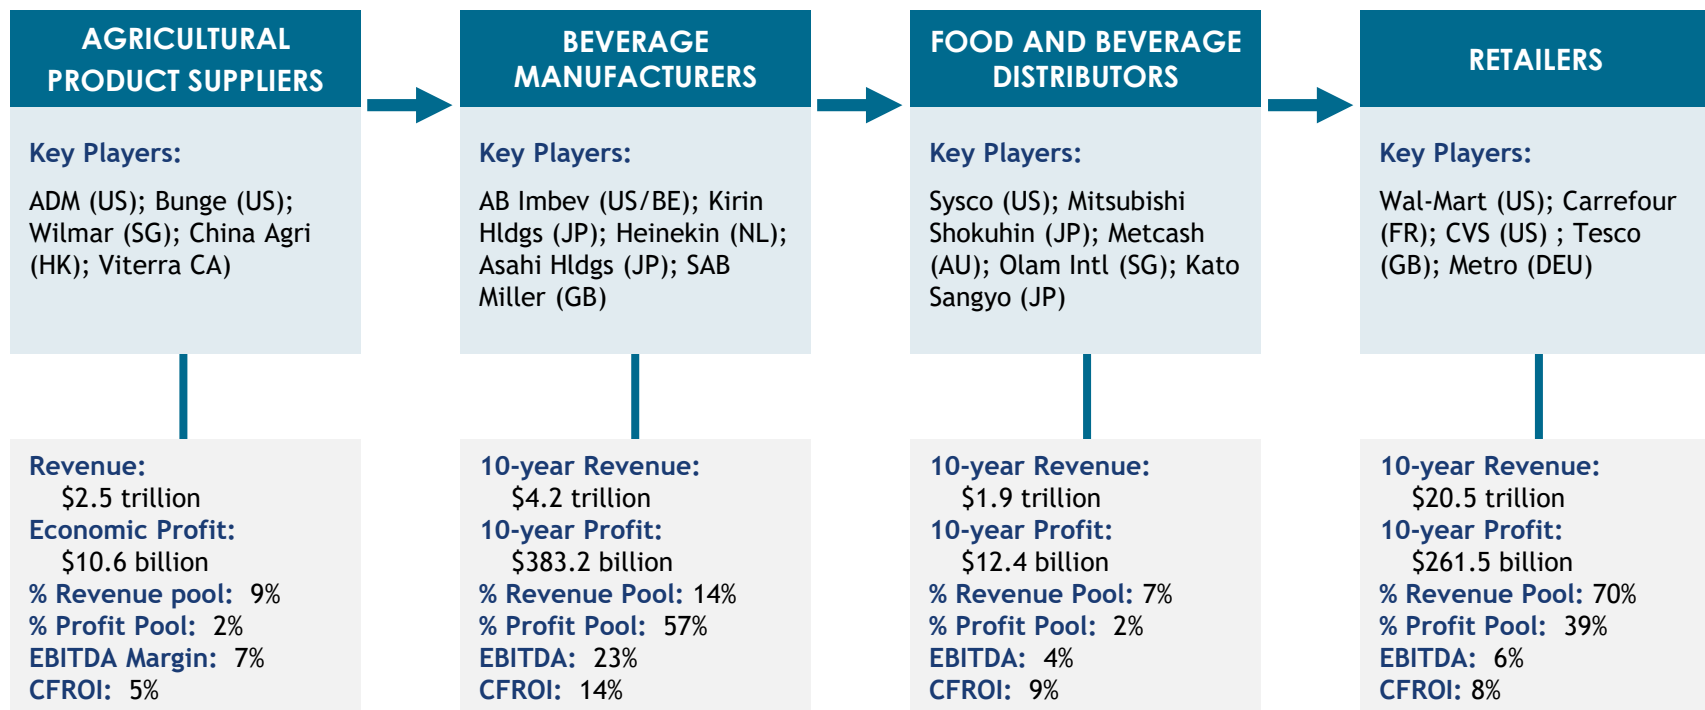 AGRICULTURAL
PRODUCT SUPPLIERS
Key Players:
ADM (US); Bunge (US);
Wilmar (SG); China Agri
(HK); Viterra CA)
Revenue:
$2.5 trillion
Economic Profit:
$10.6 billion
% Revenue pool: 9%
% Profit Pool: 2%
EBITDA Margin: 7%
CFROI: 5%
BEVERAGE
MANUFACTURERS
Key Players:
AB Imbev (US/BE); Kirin
Hldgs (JP); Heinekin (NL);
Asahi Hldgs (JP); SAB
Miller (GB)
10-year Revenue:
$4.2 trillion
10-year Profit:
$383.2 billion
% Revenue Pool: 14%
% Profit Pool: 57%
EBITDA: 23%
CFROI: 14%
FOOD AND BEVERAGE
DISTRIBUTORS
Key Players:
Sysco (US); Mitsubishi
Shokuhin (JP); Metcash
(AU); Olam Intl (SG); Kato
Sangyo (JP)
10-year Revenue:
$1.9 trillion
10-year Profit:
$12.4 billion
% Revenue Pool: 7%
% Profit Pool: 2%
EBITDA: 4%
CFROI: 9%
RETAILERS
Key Players:
Wal-Mart (US); Carrefour
(FR); CVS (US) ; Tesco
(GB); Metro (DEU)
10-year Revenue:
$20.5 trillion
10-year Profit:
$261.5 billion
% Revenue Pool: 70%
% Profit Pool: 39%
EBITDA: 6%
CFROI: 8%